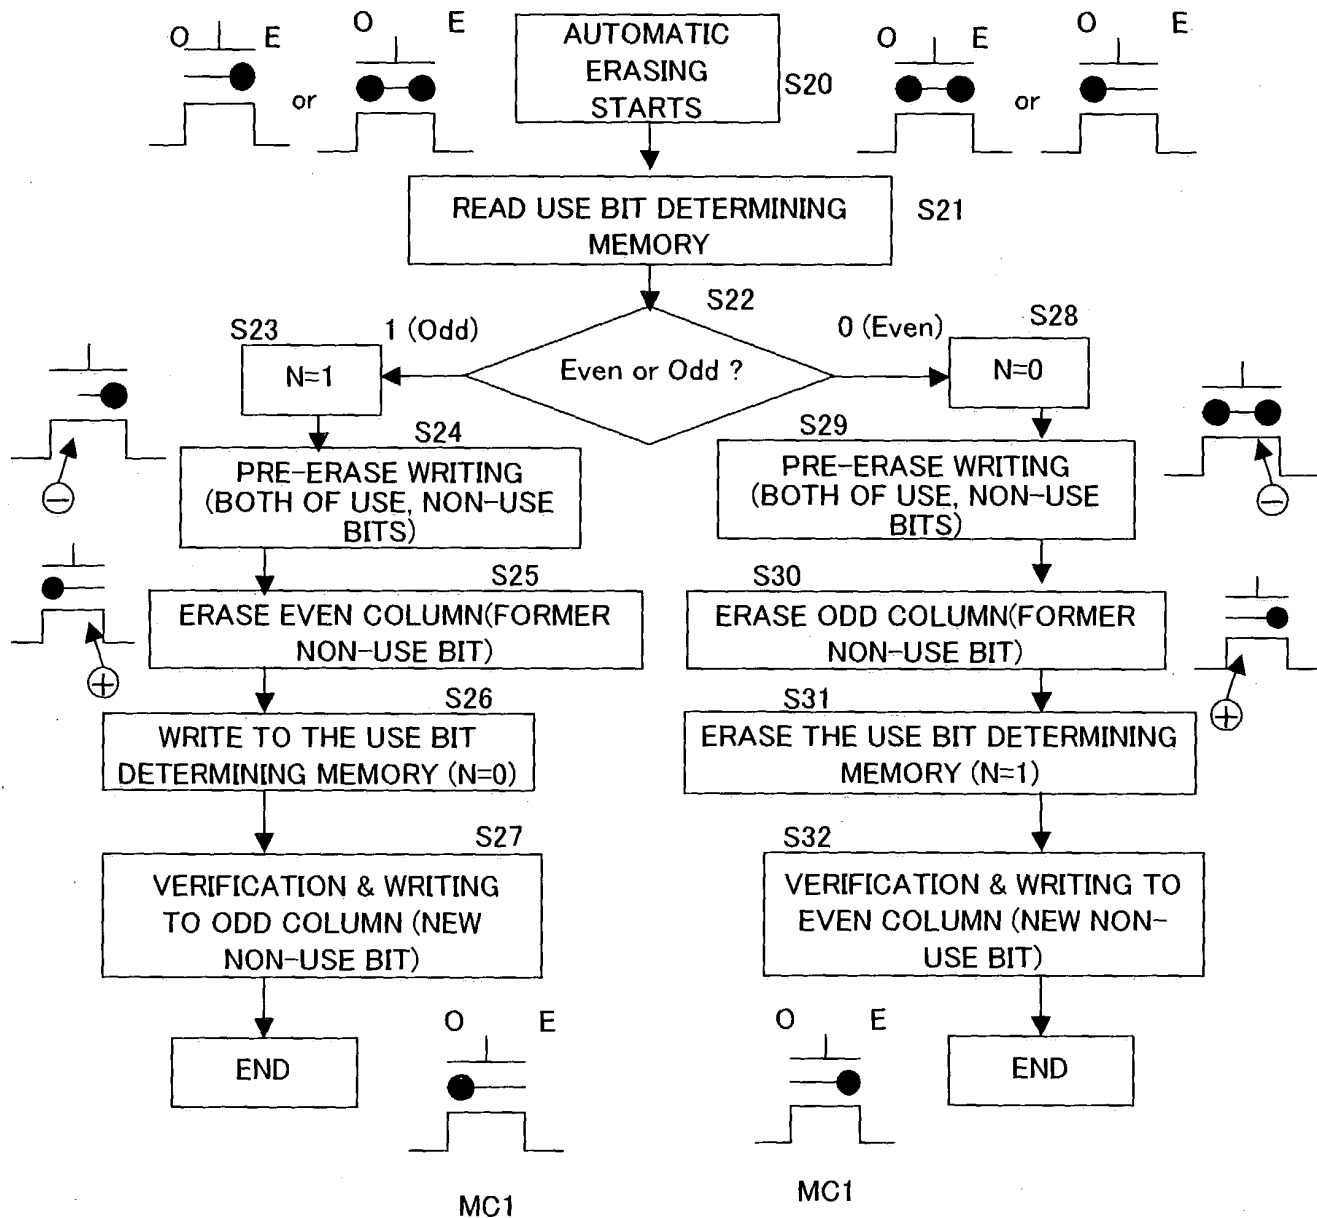 O E
or
O E
AUTOMATIC
ERASING
STARTS
S20
O E
or
O E
READ USE BIT DETERMINING
MEMORY
S21
S22
Even or Odd ?
1 (Odd)
0 (Even)
S23
N=1
S28
N=0
S24
PRE-ERASE WRITING
(BOTH OF USE, NON-USE
BITS)
−
S29
PRE-ERASE WRITING
(BOTH OF USE, NON-USE
BITS)
−
S25
ERASE EVEN COLUMN(FORMER
NON-USE BIT)
+
S30
ERASE ODD COLUMN(FORMER
NON-USE BIT)
+
S26
WRITE TO THE USE BIT
DETERMINING MEMORY (N=0)
S31
ERASE THE USE BIT DETERMINING
MEMORY (N=1)
S27
VERIFICATION & WRITING
TO ODD COLUMN (NEW
NON-USE BIT)
S32
VERIFICATION & WRITING TO
EVEN COLUMN (NEW NON-
USE BIT)
END
O E
MC1
O E
MC1
END